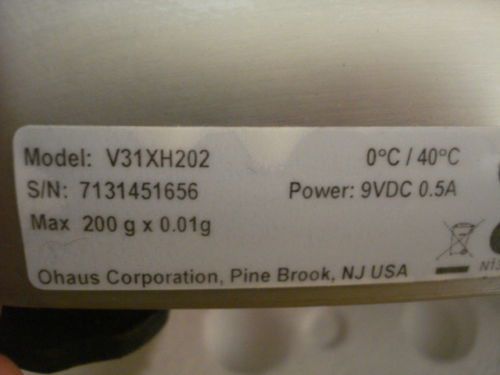 Model: V31XH202 0°C / 40°C
S/N: 7131451656 Power: 9VDC 0.5A
Max 200 g x 0.01g
Ohaus Corporation, Pine Brook, NJ USA